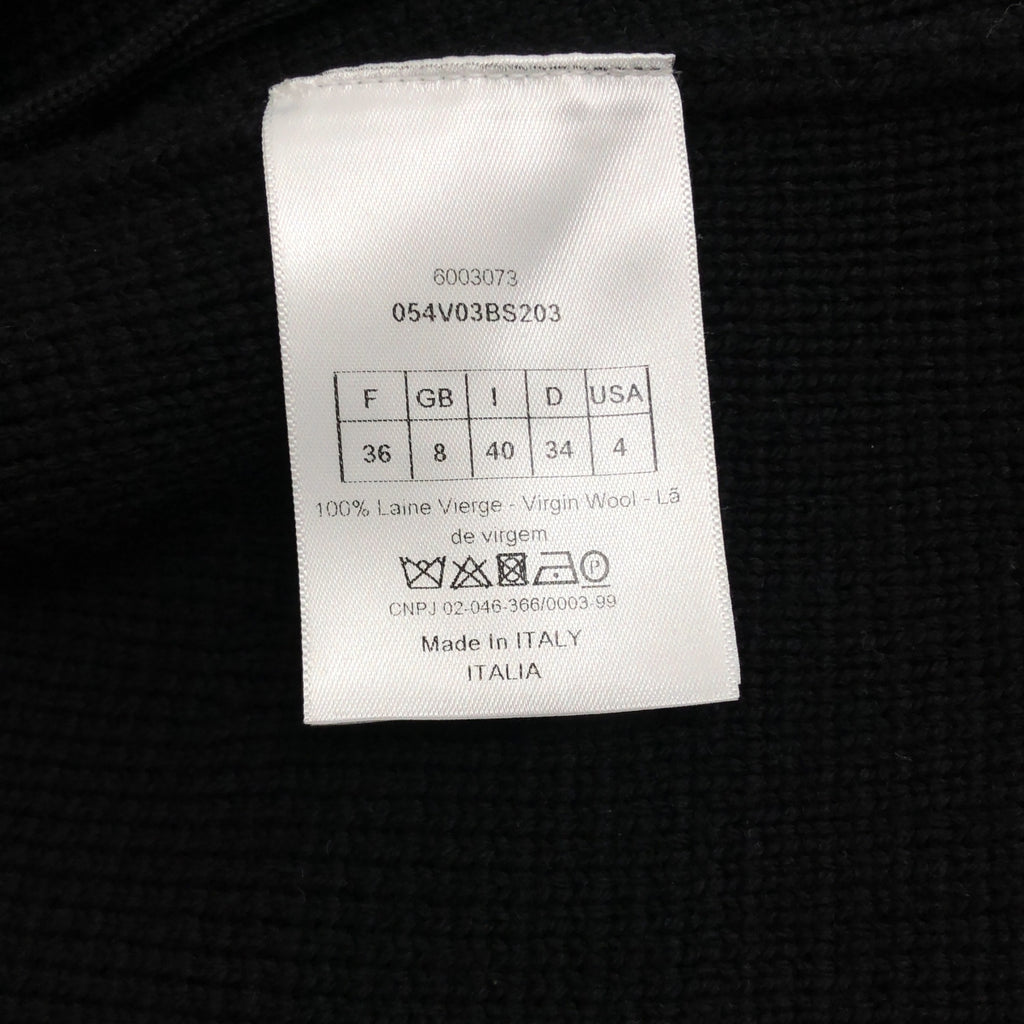 6003073
054V03BS203
F GB I D USA
36 8 40 34 4
100% Laine Vierge - Virgin Wool - Lã
de virgem
P
CNPJ 02-046-366/0003-99
Made In ITALY
ITALIA